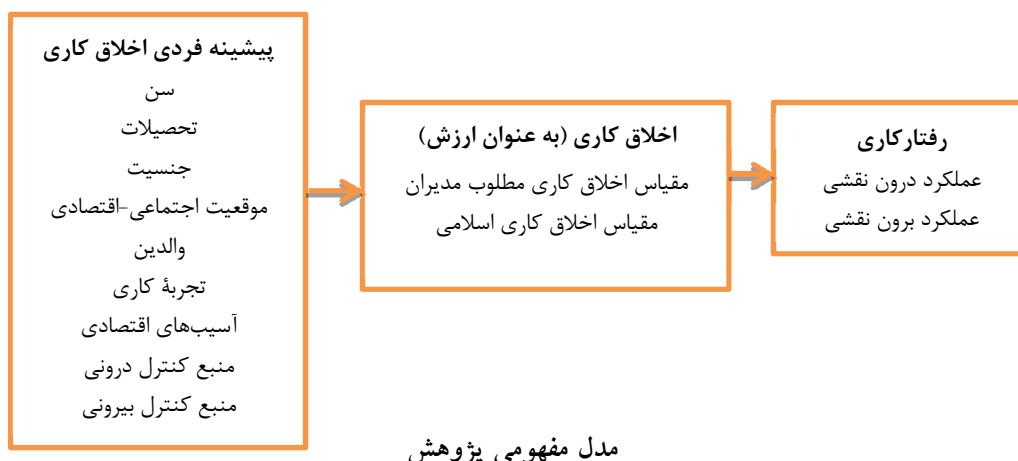 پیشینه فردی اخلاق کاری
سن
تحصیلات
جنسیت
موقعیت اجتماعی-اقتصادی
والدین
تجربۀ کاری
آسیب‌های اقتصادی
منبع کنترل درونی
منبع کنترل بیرونی
اخلاق کاری (به عنوان ارزش)
مقیاس اخلاق کاری مطلوب مدیران
مقیاس اخلاق کاری اسلامی
رفتارکاری
عملکرد درون نقشی
عملکرد برون نقشی
مدل مفهومی پژوهش